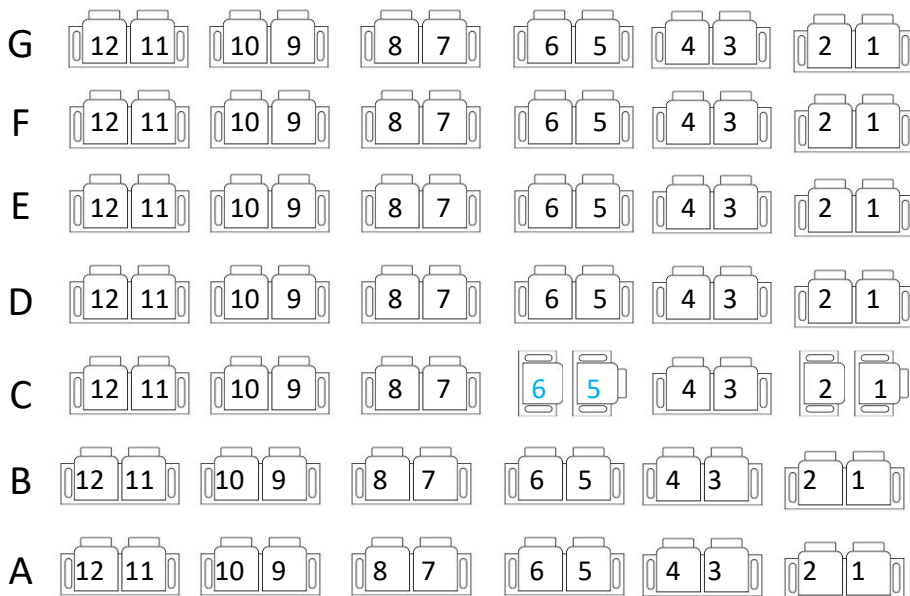 G 12 11 10 9 8 7 6 5 4 3 2 1
F 12 11 10 9 8 7 6 5 4 3 2 1
E 12 11 10 9 8 7 6 5 4 3 2 1
D 12 11 10 9 8 7 6 5 4 3 2 1
C 12 11 10 9 8 7 6 5 4 3 2 1
B 12 11 10 9 8 7 6 5 4 3 2 1
A 12 11 10 9 8 7 6 5 4 3 2 1